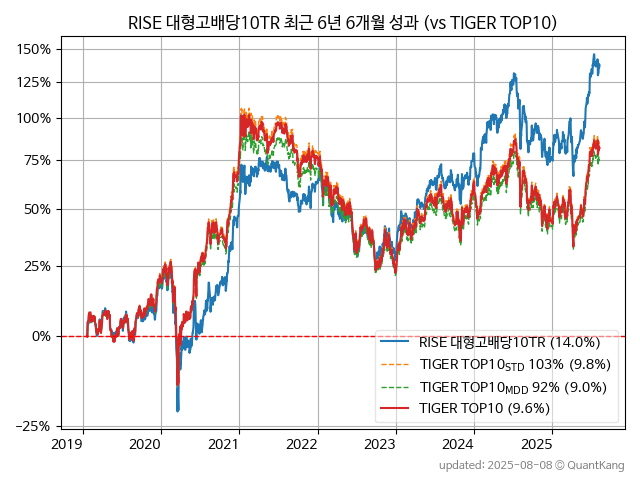 RISE 대형고배당10TR 최근 6년 6개월 성과 (vs TIGER TOP10)
150%
125%
100%
75%
50%
25%
0%
−25%
RISE 대형고배당10TR (14.0%)
TIGER TOP10STD 103% (9.8%)
TIGER TOP10MDD 92% (9.0%)
TIGER TOP10 (9.6%)
2019 2020 2021 2022 2023 2024 2025
updated: 2025-08-08 © QuantKang